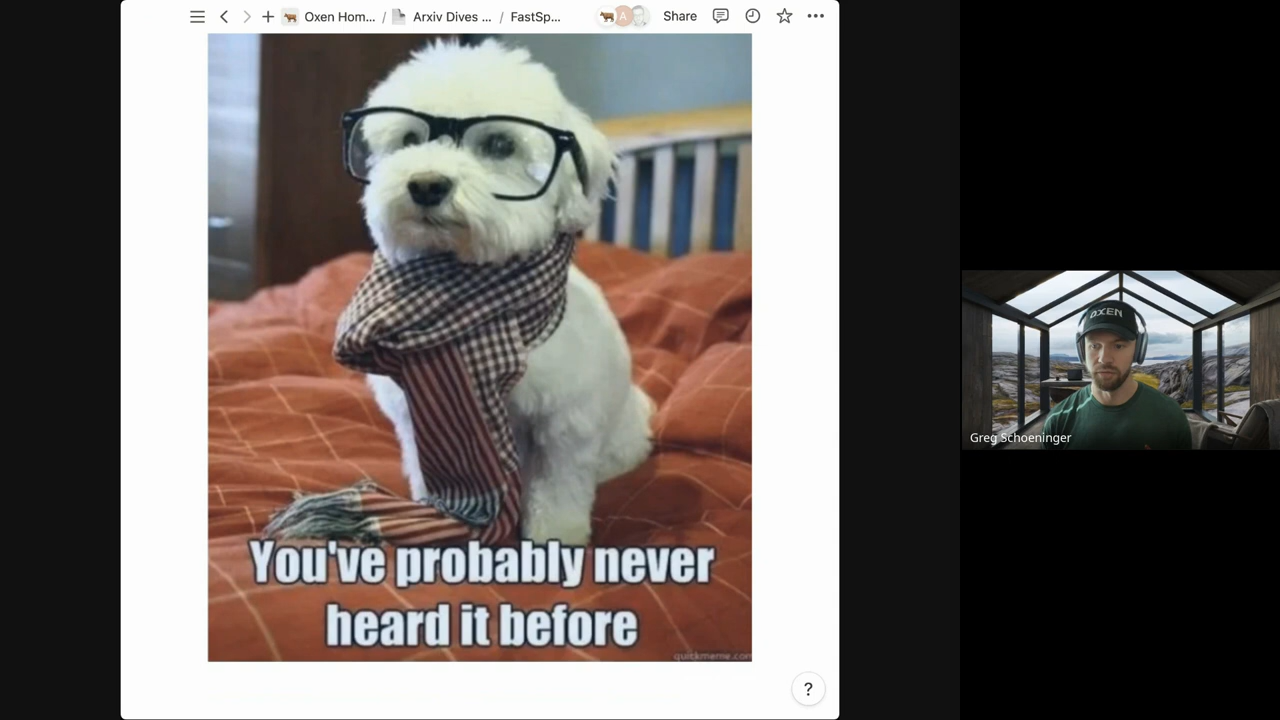 Oxen Hom... / Arxiv Dives ... / FastSp...
A
Share
You've probably never
heard it before
quickmeme.com
?
OXEN
Greg Schoeninger